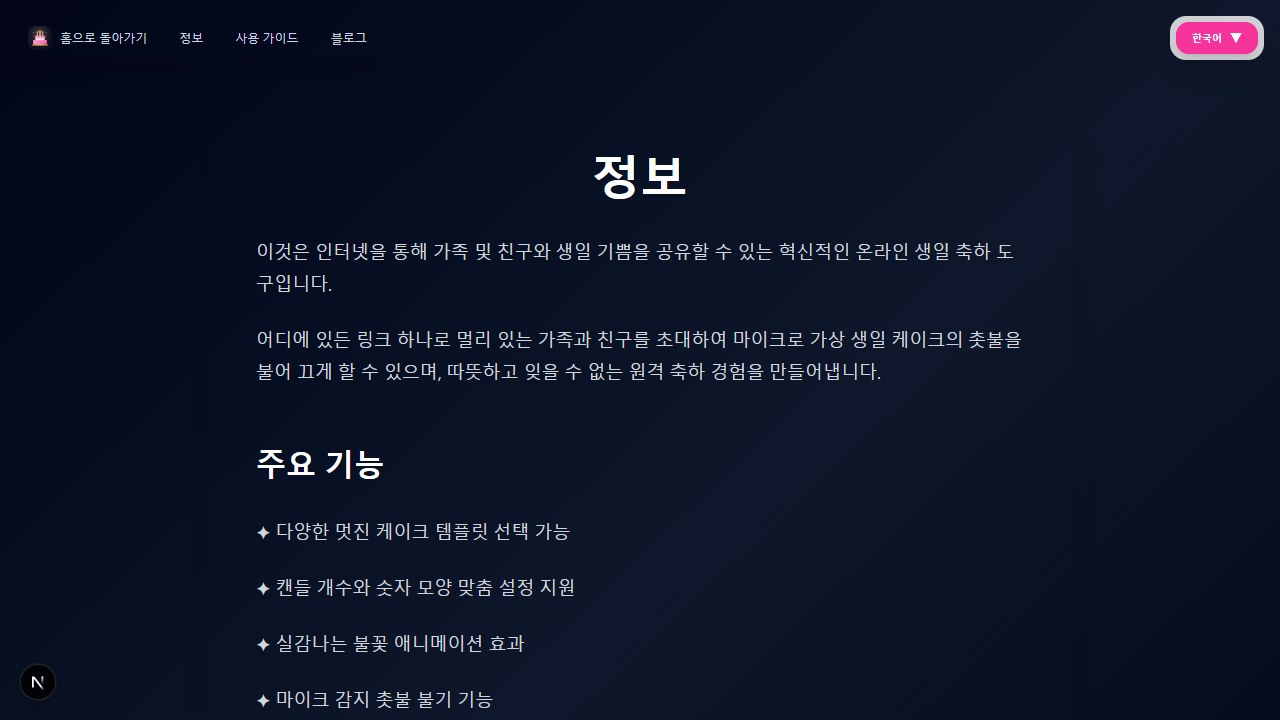 홈으로 돌아가기
정보
사용 가이드
블로그
한국어 ▼
정보
이것은 인터넷을 통해 가족 및 친구와 생일 기쁨을 공유할 수 있는 혁신적인 온라인 생일 축하 도
구입니다.
어디에 있든 링크 하나로 멀리 있는 가족과 친구를 초대하여 마이크로 가상 생일 케이크의 촛불을
불어 끄게 할 수 있으며, 따뜻하고 잊을 수 없는 원격 축하 경험을 만들어냅니다.
주요 기능
✦ 다양한 멋진 케이크 템플릿 선택 가능
✦ 캔들 개수와 숫자 모양 맞춤 설정 지원
✦ 실감나는 불꽃 애니메이션 효과
✦ 마이크 감지 촛불 불기 기능
N